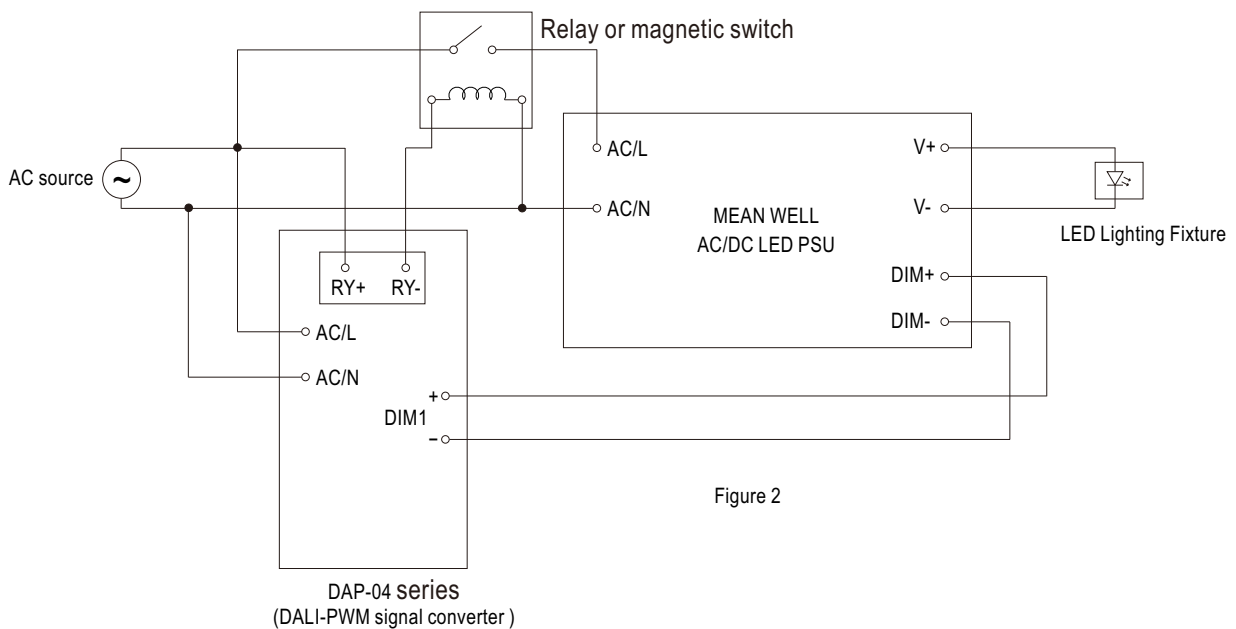 Relay or magnetic switch
AC source
~
AC/L
AC/N
MEAN WELL
AC/DC LED PSU
V+
V-
DIM+
DIM-
LED Lighting Fixture
RY+ RY-
AC/L
AC/N
+
DIM1
−
Figure 2
DAP-04 series
(DALI-PWM signal converter )